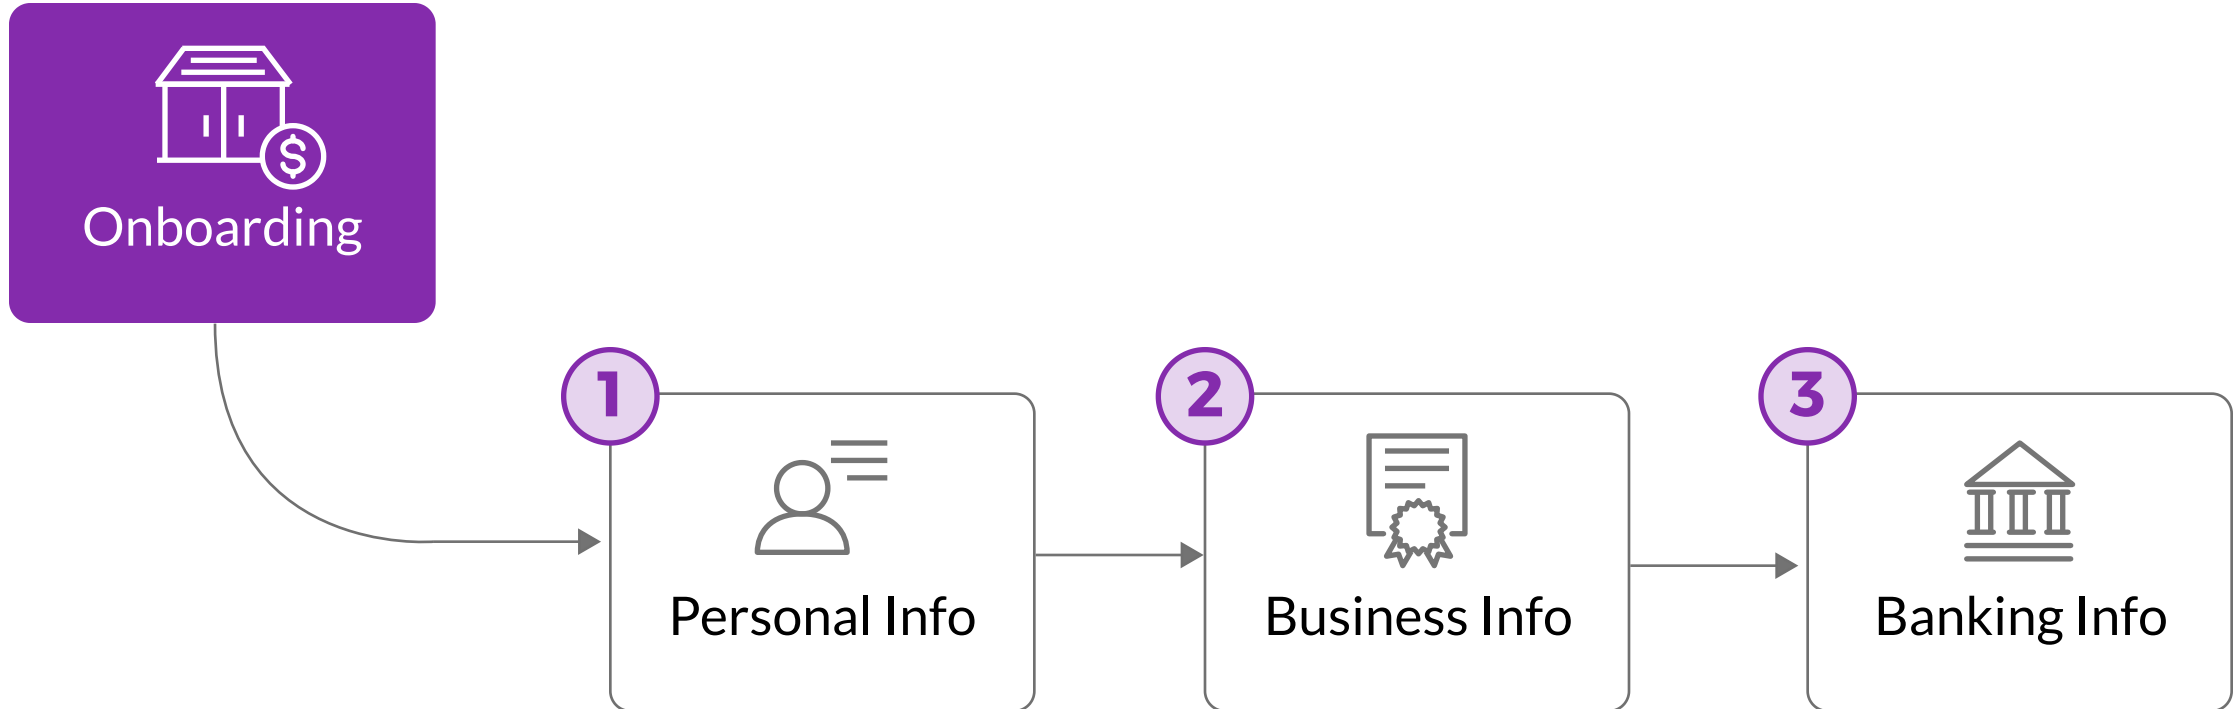 $
Onboarding
1
Personal Info
2
Business Info
3
Banking Info